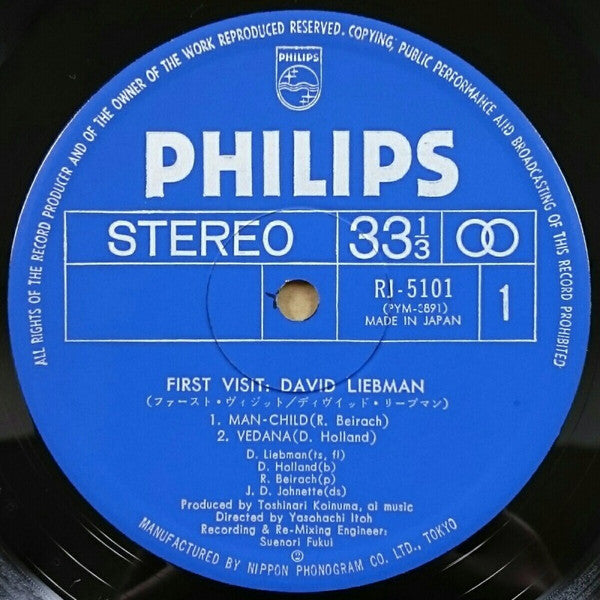 ALL RIGHTS OF THE RECORD PRODUCER AND OF THE OWNER OF THE WORK REPRODUCED RESERVED. COPYING, PUBLIC PERFORMANCE AND BROADCASTING OF THIS RECORD PROHIBITED
PHILIPS
PHILIPS
STEREO
33 1/3
RJ-5101
(PYM-3891)
MADE IN JAPAN
1
FIRST VISIT: DAVID LIEBMAN
(ファースト・ヴィジット/ディヴイッド・リーブマン)
1. MAN-CHILD(R. Beirach)
2. VEDANA(D. Holland)
D. Liebman(ts, fl)
D. Holland(b)
R. Beirach(p)
J. D. Johnette(ds)
Produced by Toshinari Koinuma, ai music
Directed by Yasohachi Itoh
Recording & Re-Mixing Engineer:
Suenori Fukui
Ⓟ
MANUFACTURED BY NIPPON PHONOGRAM CO. LTD., TOKYO